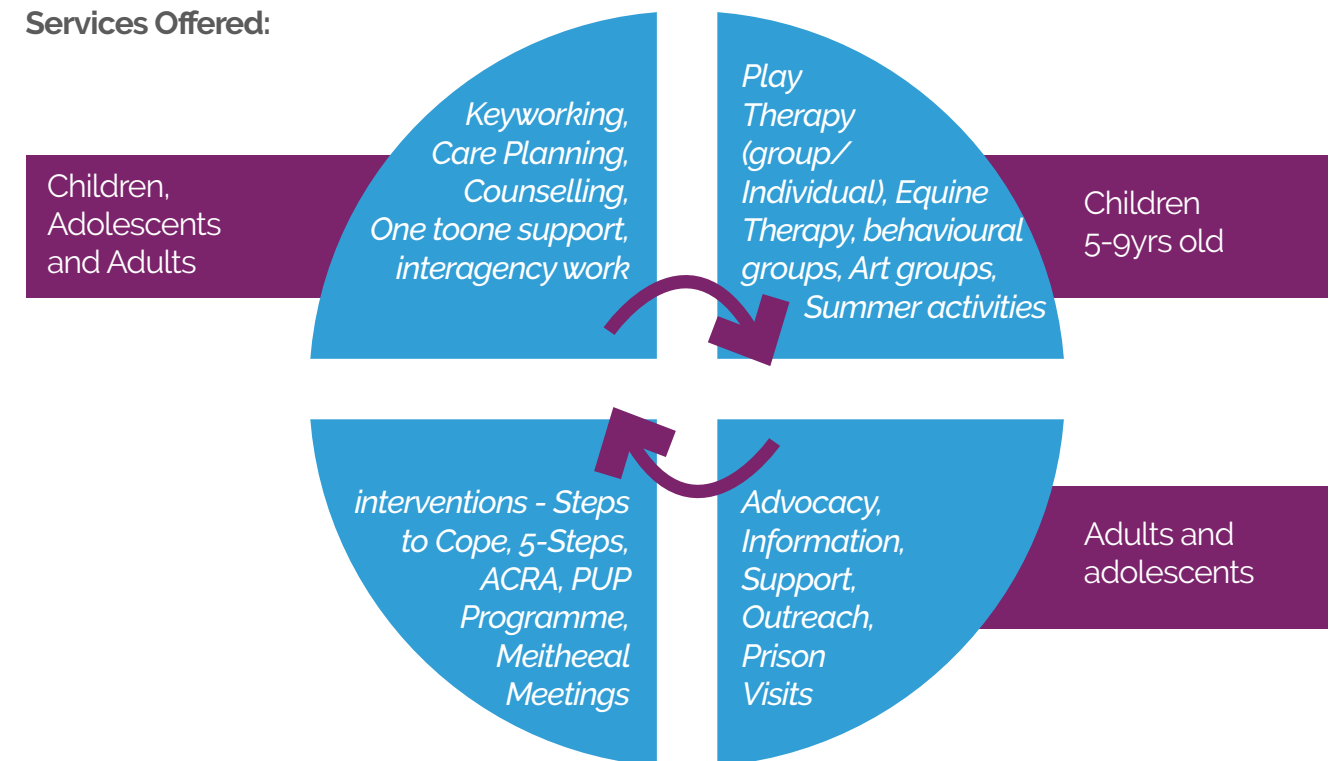 Services Offered:
Children,
Adolescents
and Adults
Keyworking,
Care Planning,
Counselling,
One toone support,
interagency work
Play
Therapy
(group/
Individual), Equine
Therapy, behavioural
groups, Art groups,
Summer activities
Children
5-9yrs old
interventions - Steps
to Cope, 5-Steps,
ACRA, PUP
Programme,
Meitheeal
Meetings
Advocacy,
Information,
Support,
Outreach,
Prison
Visits
Adults and
adolescents